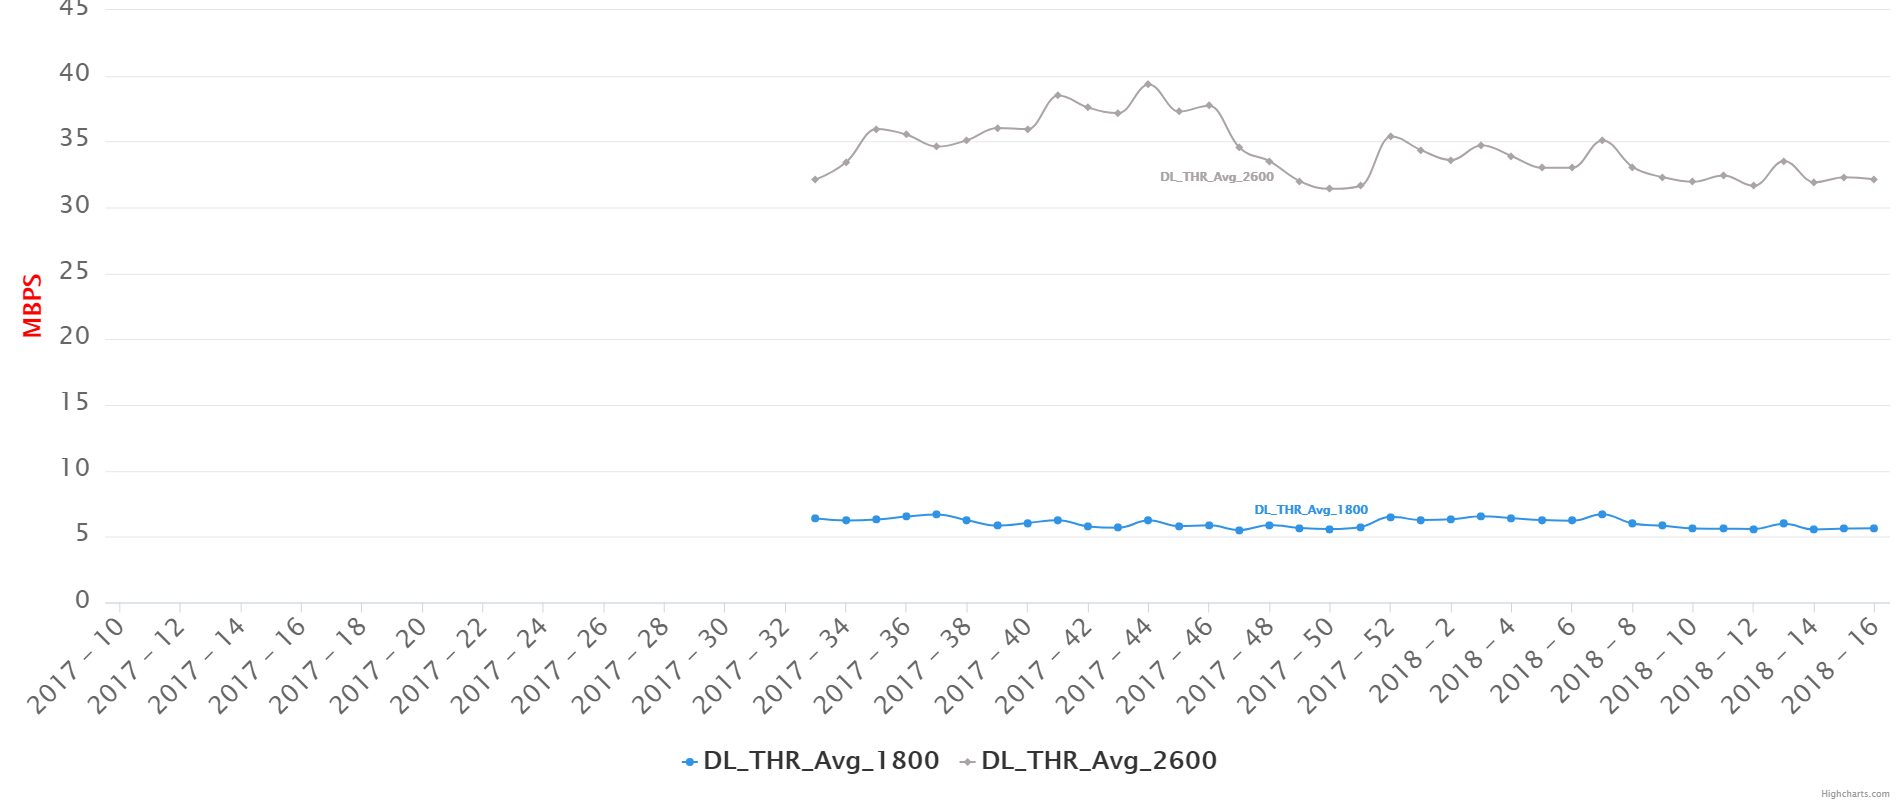 45
40
35
30
25
20
15
10
5
0
MBPS
DL_THR_Avg_2600
DL_THR_Avg_1800
2017 - 10
2017 - 12
2017 - 14
2017 - 16
2017 - 18
2017 - 20
2017 - 22
2017 - 24
2017 - 26
2017 - 28
2017 - 30
2017 - 32
2017 - 34
2017 - 36
2017 - 38
2017 - 40
2017 - 42
2017 - 44
2017 - 46
2017 - 48
2017 - 50
2017 - 52
2018 - 2
2018 - 4
2018 - 6
2018 - 8
2018 - 10
2018 - 12
2018 - 14
2018 - 16
DL_THR_Avg_1800 DL_THR_Avg_2600
Highcharts.com